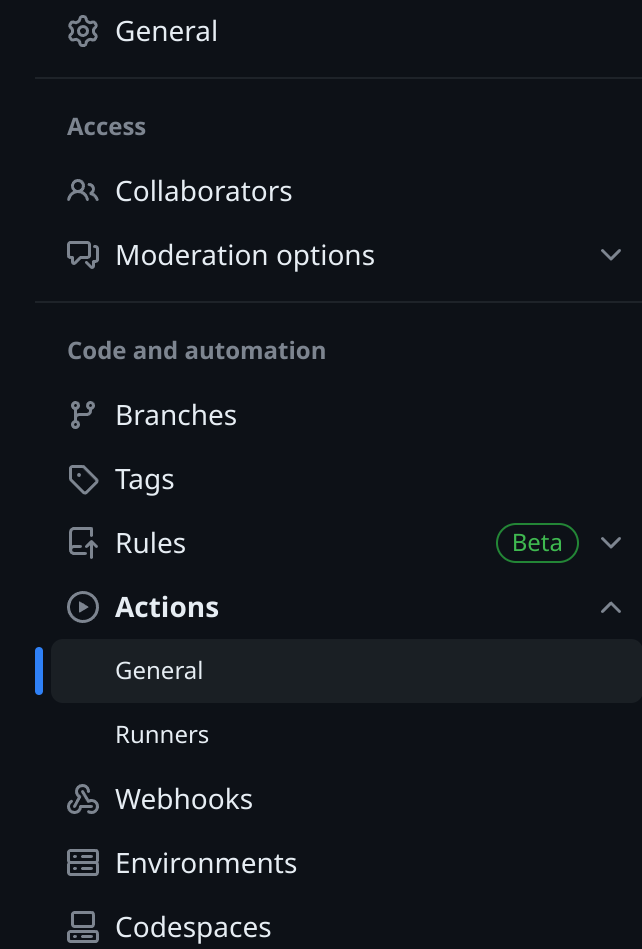 General
Access
Collaborators
Moderation options
Code and automation
Branches
Tags
Rules Beta
Actions
General
Runners
Webhooks
Environments
Codespaces